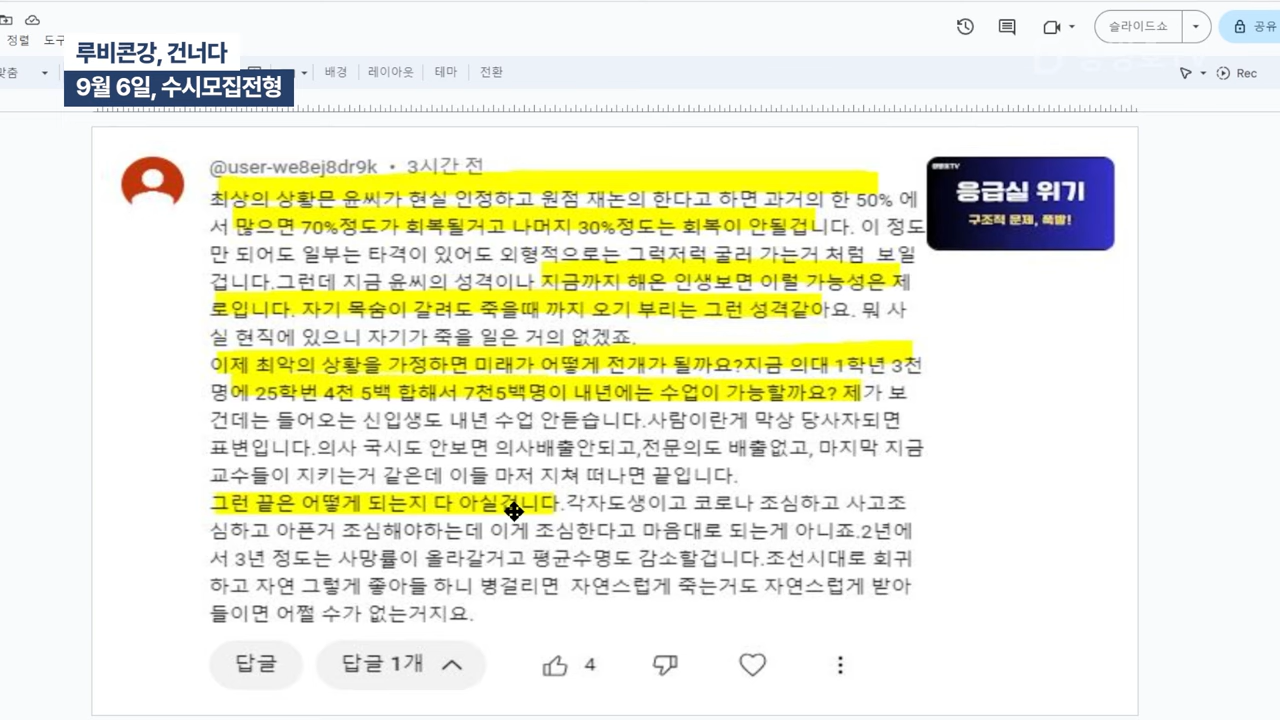 정렬 도구
루비콘강, 건너다
9월 6일, 수시모집전형
슬라이드쇼
공유
맞춤
배경 레이아웃 테마 전환
Rec
@user-we8ej8dr9k • 3시간 전
최상의 상황믄 윤씨가 현실 인정하고 원점 재논의 한다고 하면 과거의 한 50% 에
서 많으면 70%정도가 회복될거고 나머지 30%정도는 회복이 안될겁니다. 이 정도
만 되어도 일부는 타격이 있어도 외형적으로는 그럭저럭 굴러 가는거 처럼 보일
겁니다.그런데 지금 윤씨의 성격이나 지금까지 해온 인생보면 이럴 가능성은 제
로입니다. 자기 목숨이 갈려도 죽을때 까지 오기 부리는 그런 성격같아요. 뭐 사
실 현직에 있으니 자기가 죽을 일은 거의 없겠죠.
이제 최악의 상황을 가정하면 미래가 어떻게 전개가 될까요?지금 의대 1학년 3천
명에 25학번 4천 5백 합해서 7천5백명이 내년에는 수업이 가능할까요? 제가 보
건데는 들어오는 신입생도 내년 수업 안듣습니다.사람이란게 막상 당사자되면
표변입니다.의사 국시도 안보면 의사배출안되고,전문의도 배출없고, 마지막 지금
교수들이 지키는거 같은데 이들 마저 지쳐 떠나면 끝입니다.
그런 끝은 어떻게 되는지 다 아실겁니다.각자도생이고 코로나 조심하고 사고조
심하고 아픈거 조심해야하는데 이게 조심한다고 마음대로 되는게 아니죠.2년에
서 3년 정도는 사망률이 올라갈거고 평균수명도 감소할겁니다.조선시대로 회귀
하고 자연 그렇게 좋아들 하니 병걸리면 자연스럽게 죽는거도 자연스럽게 받아
들이면 어쩔 수가 없는거지요.
응급실 위기
구조적 문제, 폭발!
답글 답글 1개 4